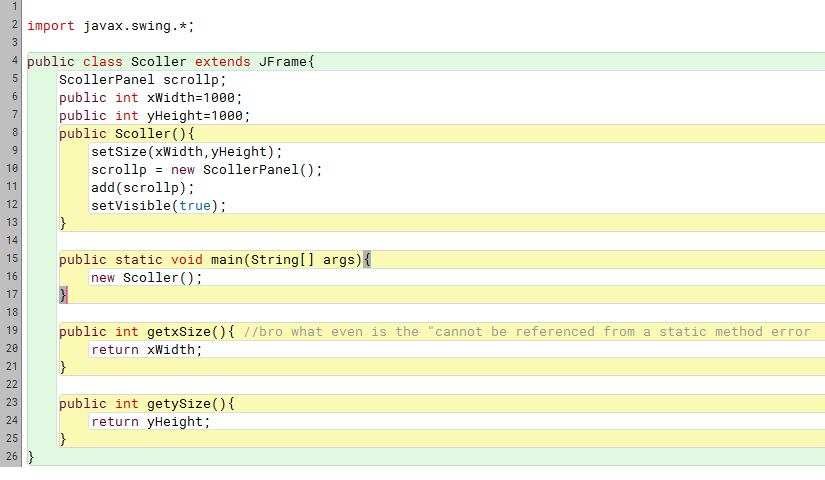 1
2 import javax.swing.*;
3
4 public class Scoller extends JFrame{
5 ScollerPanel scrollp;
6 public int xWidth=1000;
7 public int yHeight=1000;
8 public Scoller(){
9 setSize(xWidth,yHeight);
10 scrollp = new ScollerPanel();
11 add(scrollp);
12 setVisible(true);
13 }
14
15 public static void main(String[] args){
16 new Scoller();
17 }
18
19 public int getxSize(){ //bro what even is the "cannot be referenced from a static method error
20 return xWidth;
21 }
22
23 public int getySize(){
24 return yHeight;
25 }
26 }